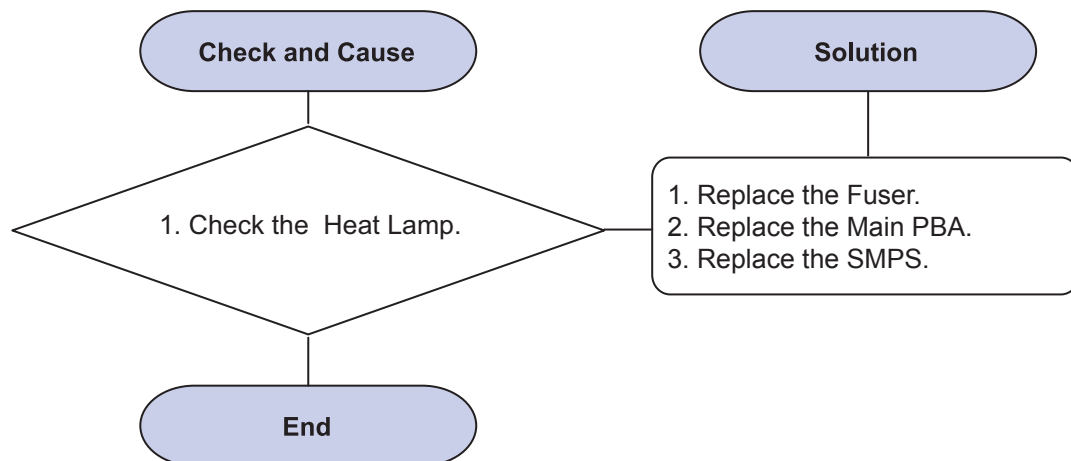 Check and Cause
Solution
1. Check the  Heat Lamp.
1. Replace the Fuser.
2. Replace the Main PBA.
3. Replace the SMPS.
End